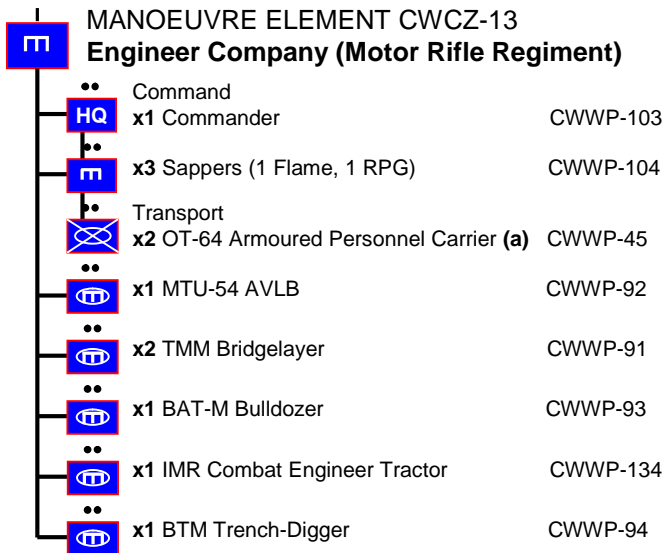 MANOEUVRE ELEMENT CWCZ-13
Engineer Company (Motor Rifle Regiment)
Command
HQ x1 Commander CWWP-103
x3 Sappers (1 Flame, 1 RPG) CWWP-104
Transport
x2 OT-64 Armoured Personnel Carrier (a) CWWP-45
x1 MTU-54 AVLB CWWP-92
x2 TMM Bridgelayer CWWP-91
x1 BAT-M Bulldozer CWWP-93
x1 IMR Combat Engineer Tractor CWWP-134
x1 BTM Trench-Digger CWWP-94